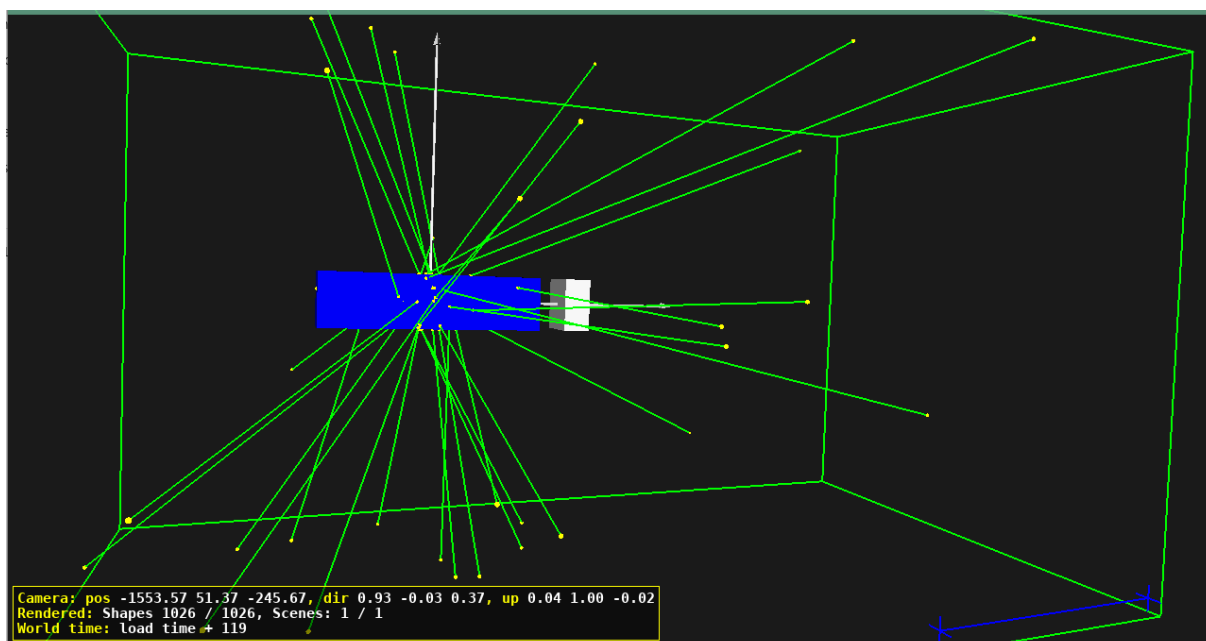 Camera: pos -1553.57 51.37 -245.67, dir 0.93 -0.03 0.37, up 0.04 1.00 -0.02
Rendered: Shapes 1026 / 1026, Scenes: 1 / 1
World time: load time + 119